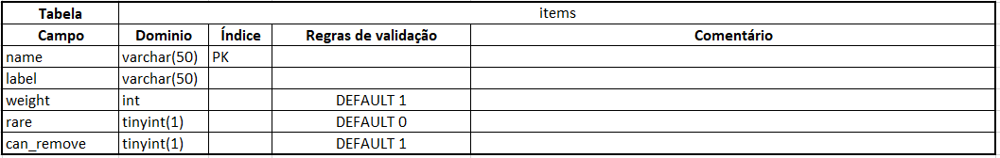 Tabela items
Campo Dominio Índice Regras de validação Comentário
name varchar(50) PK
label varchar(50)
weight int DEFAULT 1
rare tinyint(1) DEFAULT 0
can_remove tinyint(1) DEFAULT 1